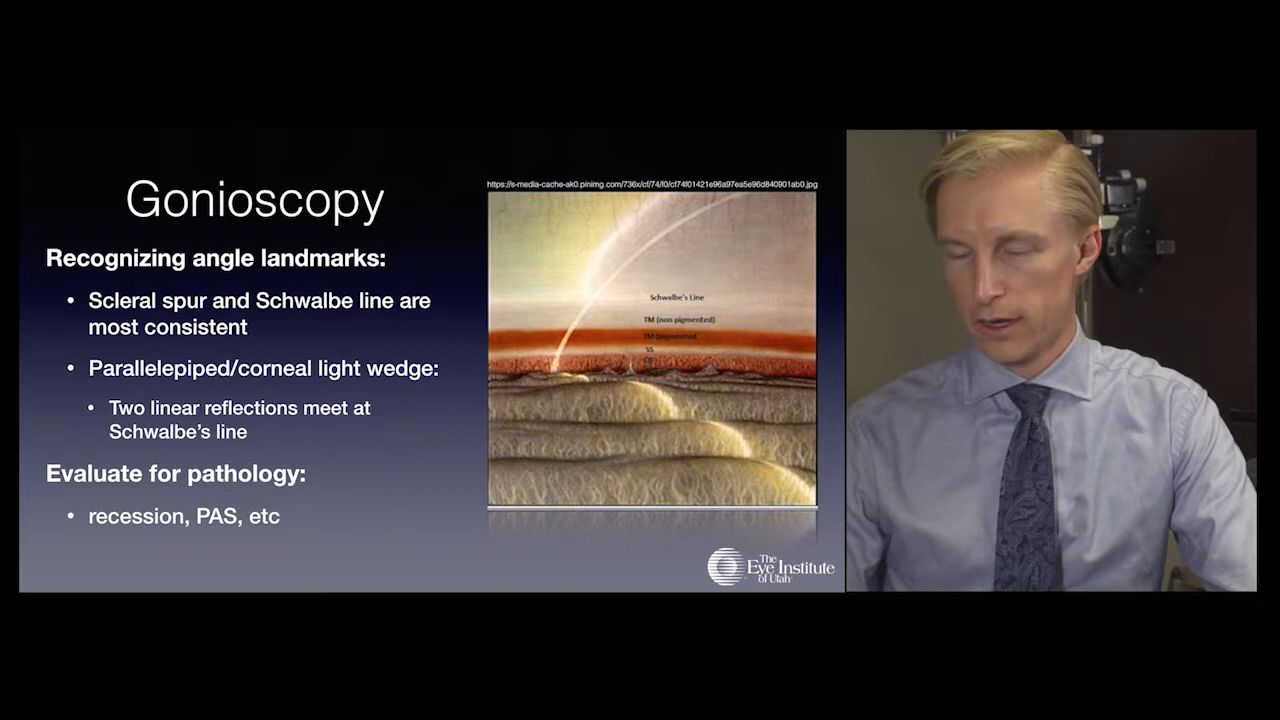 Gonioscopy
Recognizing angle landmarks:
• Scleral spur and Schwalbe line are
most consistent
• Parallelepiped/corneal light wedge:
• Two linear reflections meet at
Schwalbe's line
Evaluate for pathology:
• recession, PAS, etc
https://s-media-cache-ak0.pinimg.com/736x/cf/74/f0/cf74f01421e96a97ea5e96d840901ab0.jpg
Schwalbe's Line
TM (non pigmented)
TM (pigmented)
SS
CB
The
Eye Institute
of Utah